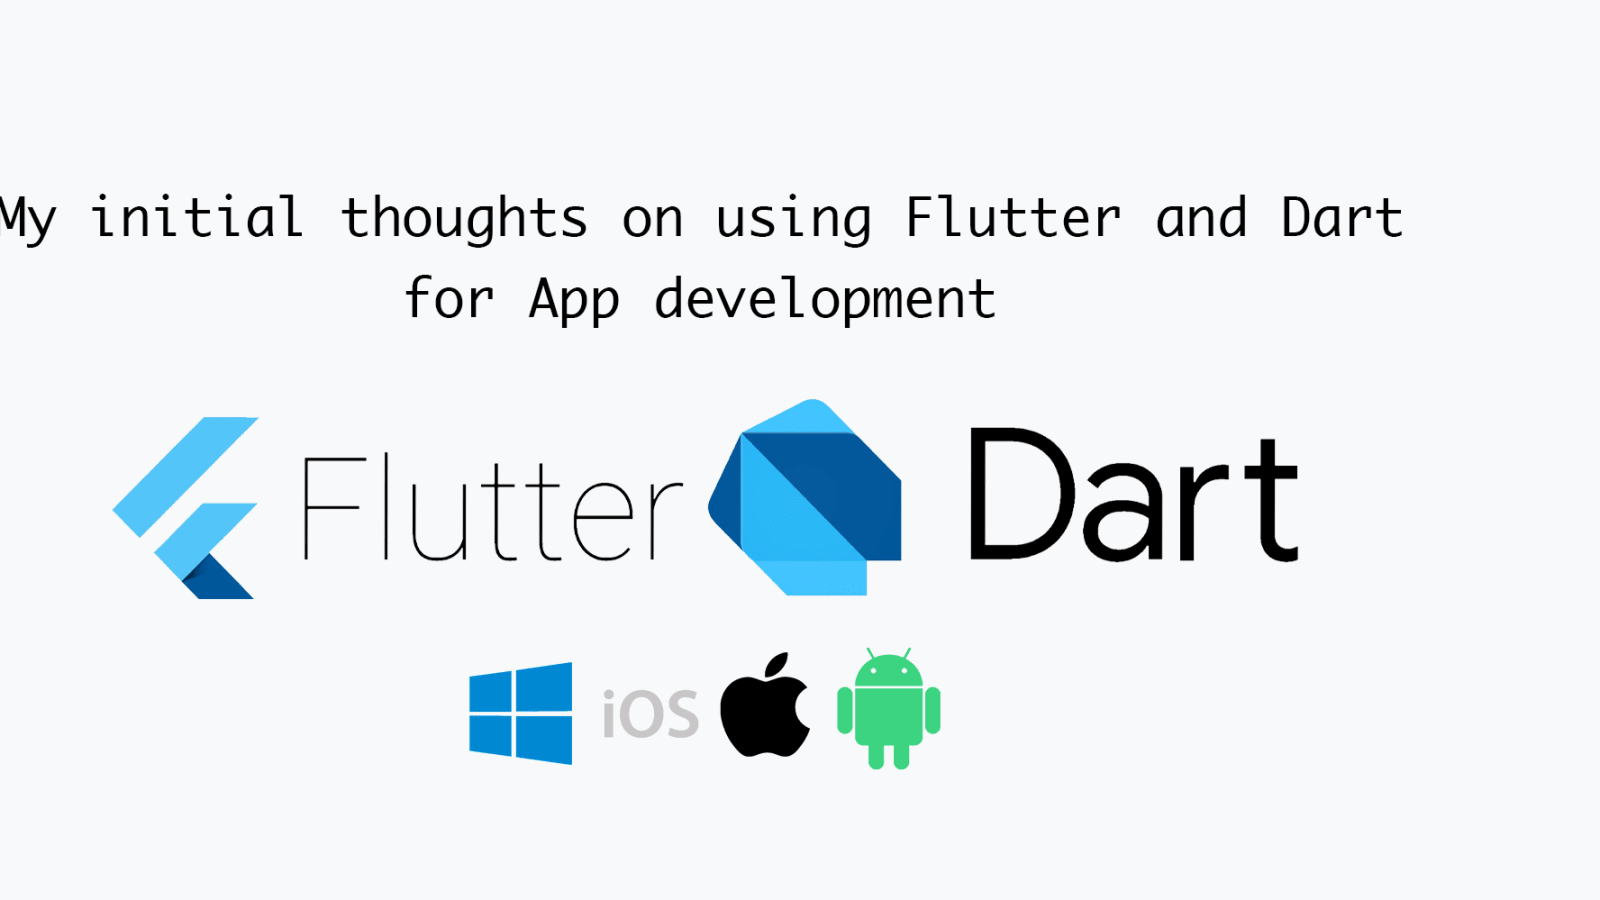 My initial thoughts on using Flutter and Dart
for App development
Flutter Dart
iOS